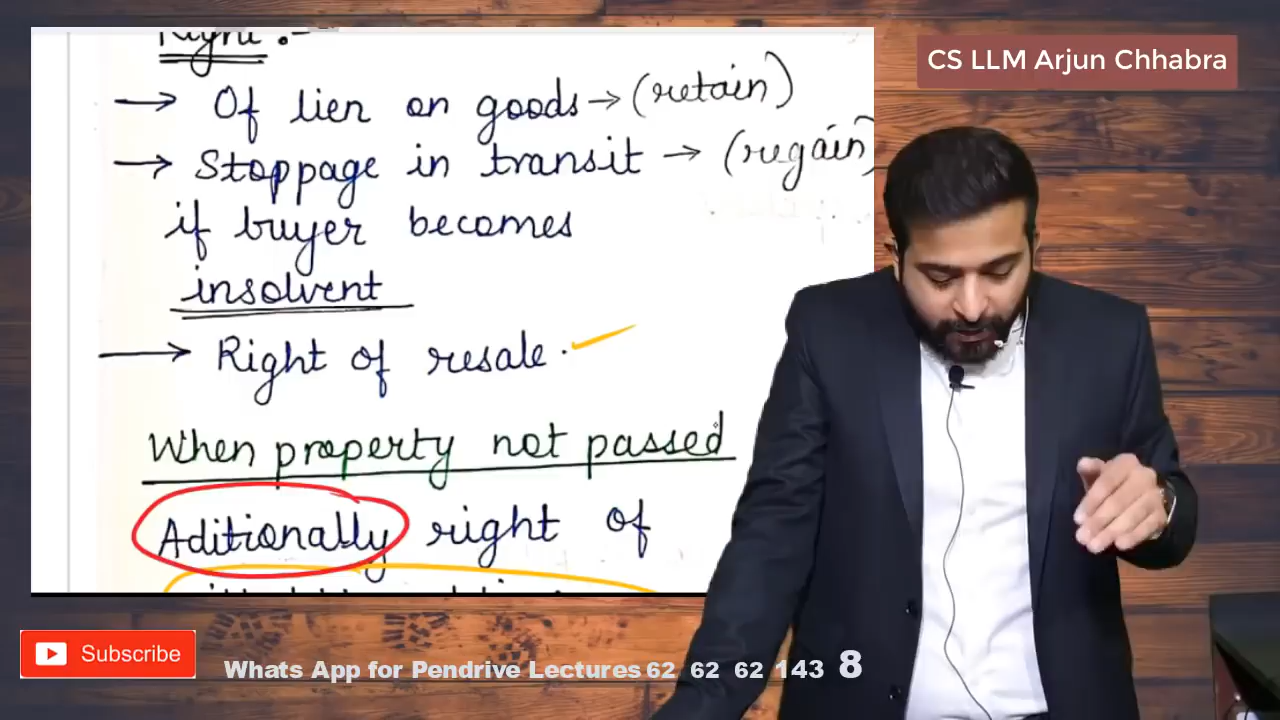 Right :-
CS LLM Arjun Chhabra
→ Of lien on goods → (retain)
→ Stoppage in transit → (regain)
if buyer becomes
insolvent
→ Right of resale.
When property not passed
Aditionally right of
Subscribe
Whats App for Pendrive Lectures 62 62 62 143 8